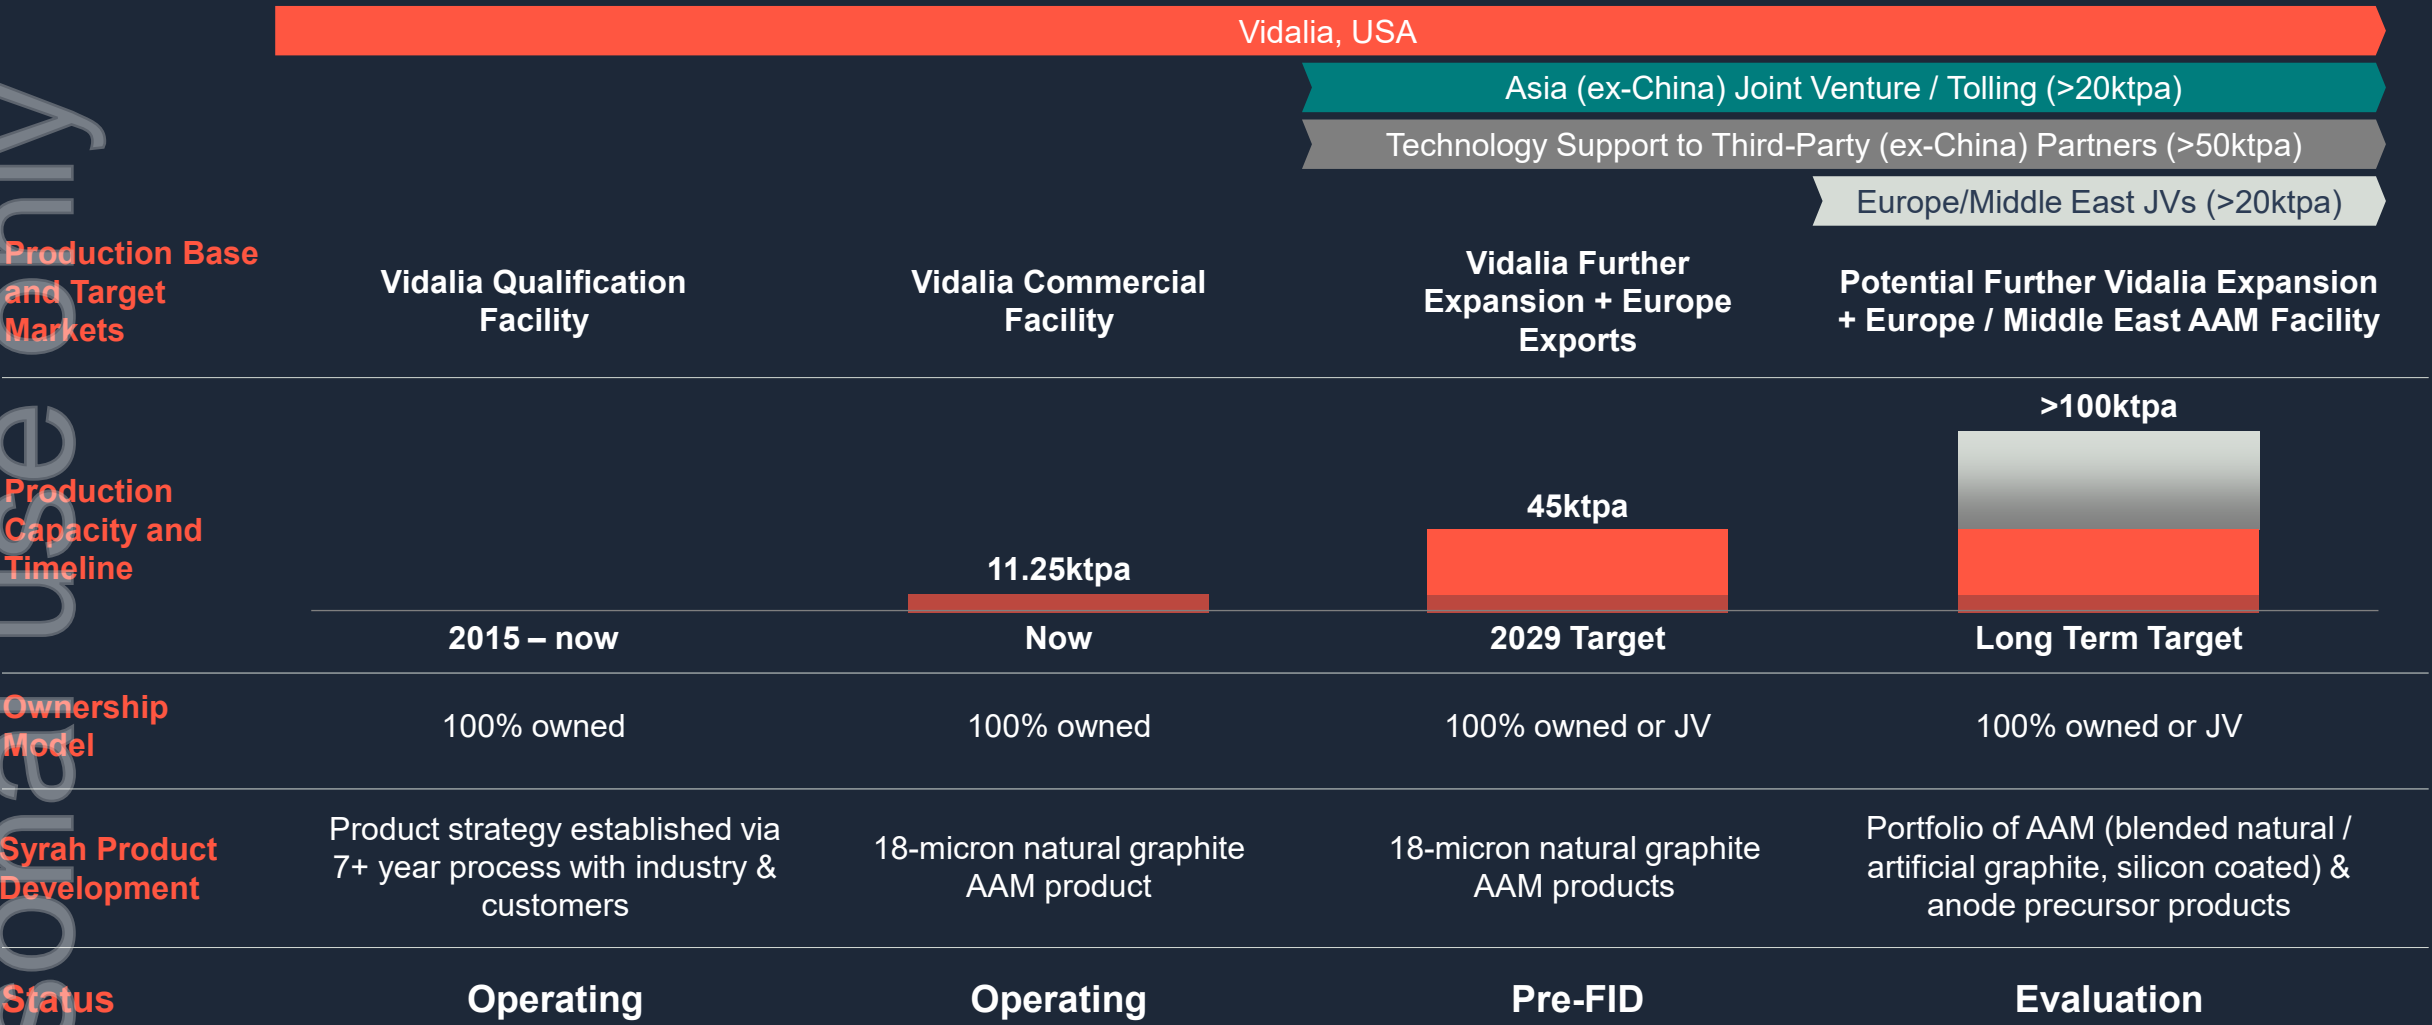 Vidalia, USA
Asia (ex-China) Joint Venture / Tolling (>20ktpa)
Technology Support to Third-Party (ex-China) Partners (>50ktpa)
Europe/Middle East JVs (>20ktpa)
Production Base
and Target
Markets
Vidalia Qualification
Facility
Vidalia Commercial
Facility
Vidalia Further
Expansion + Europe
Exports
Potential Further Vidalia Expansion
+ Europe / Middle East AAM Facility
Production
Capacity and
Timeline
11.25ktpa
45ktpa
>100ktpa
2015 – now
Now
2029 Target
Long Term Target
Ownership
Model
100% owned
100% owned
100% owned or JV
100% owned or JV
Syrah Product
Development
Product strategy established via
7+ year process with industry &
customers
18-micron natural graphite
AAM product
18-micron natural graphite
AAM products
Portfolio of AAM (blended natural /
artificial graphite, silicon coated) &
anode precursor products
Status
Operating
Operating
Pre-FID
Evaluation
sonal use only